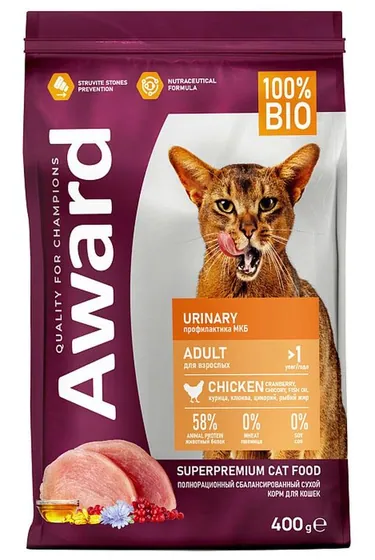 STRUVITE STONES
PREVENTION
NUTRACEUTICAL
FORMULA
100%
BIO
QUALITY FOR CHAMPIONS
Award
URINARY
профилактика МКБ
ADULT
для взрослых
>1
year/года
CHICKEN CRANBERRY,
CHICORY, FISH OIL
курица, клюква, цикорий, рыбий жир
58%
ANIMAL PROTEIN
животный белок
0%
WHEAT
пшеница
0%
SOY
соя
SUPERPREMIUM CAT FOOD
ПОЛНОРАЦИОННЫЙ СБАЛАНСИРОВАННЫЙ СУХОЙ
КОРМ ДЛЯ КОШЕК
400 g ℮